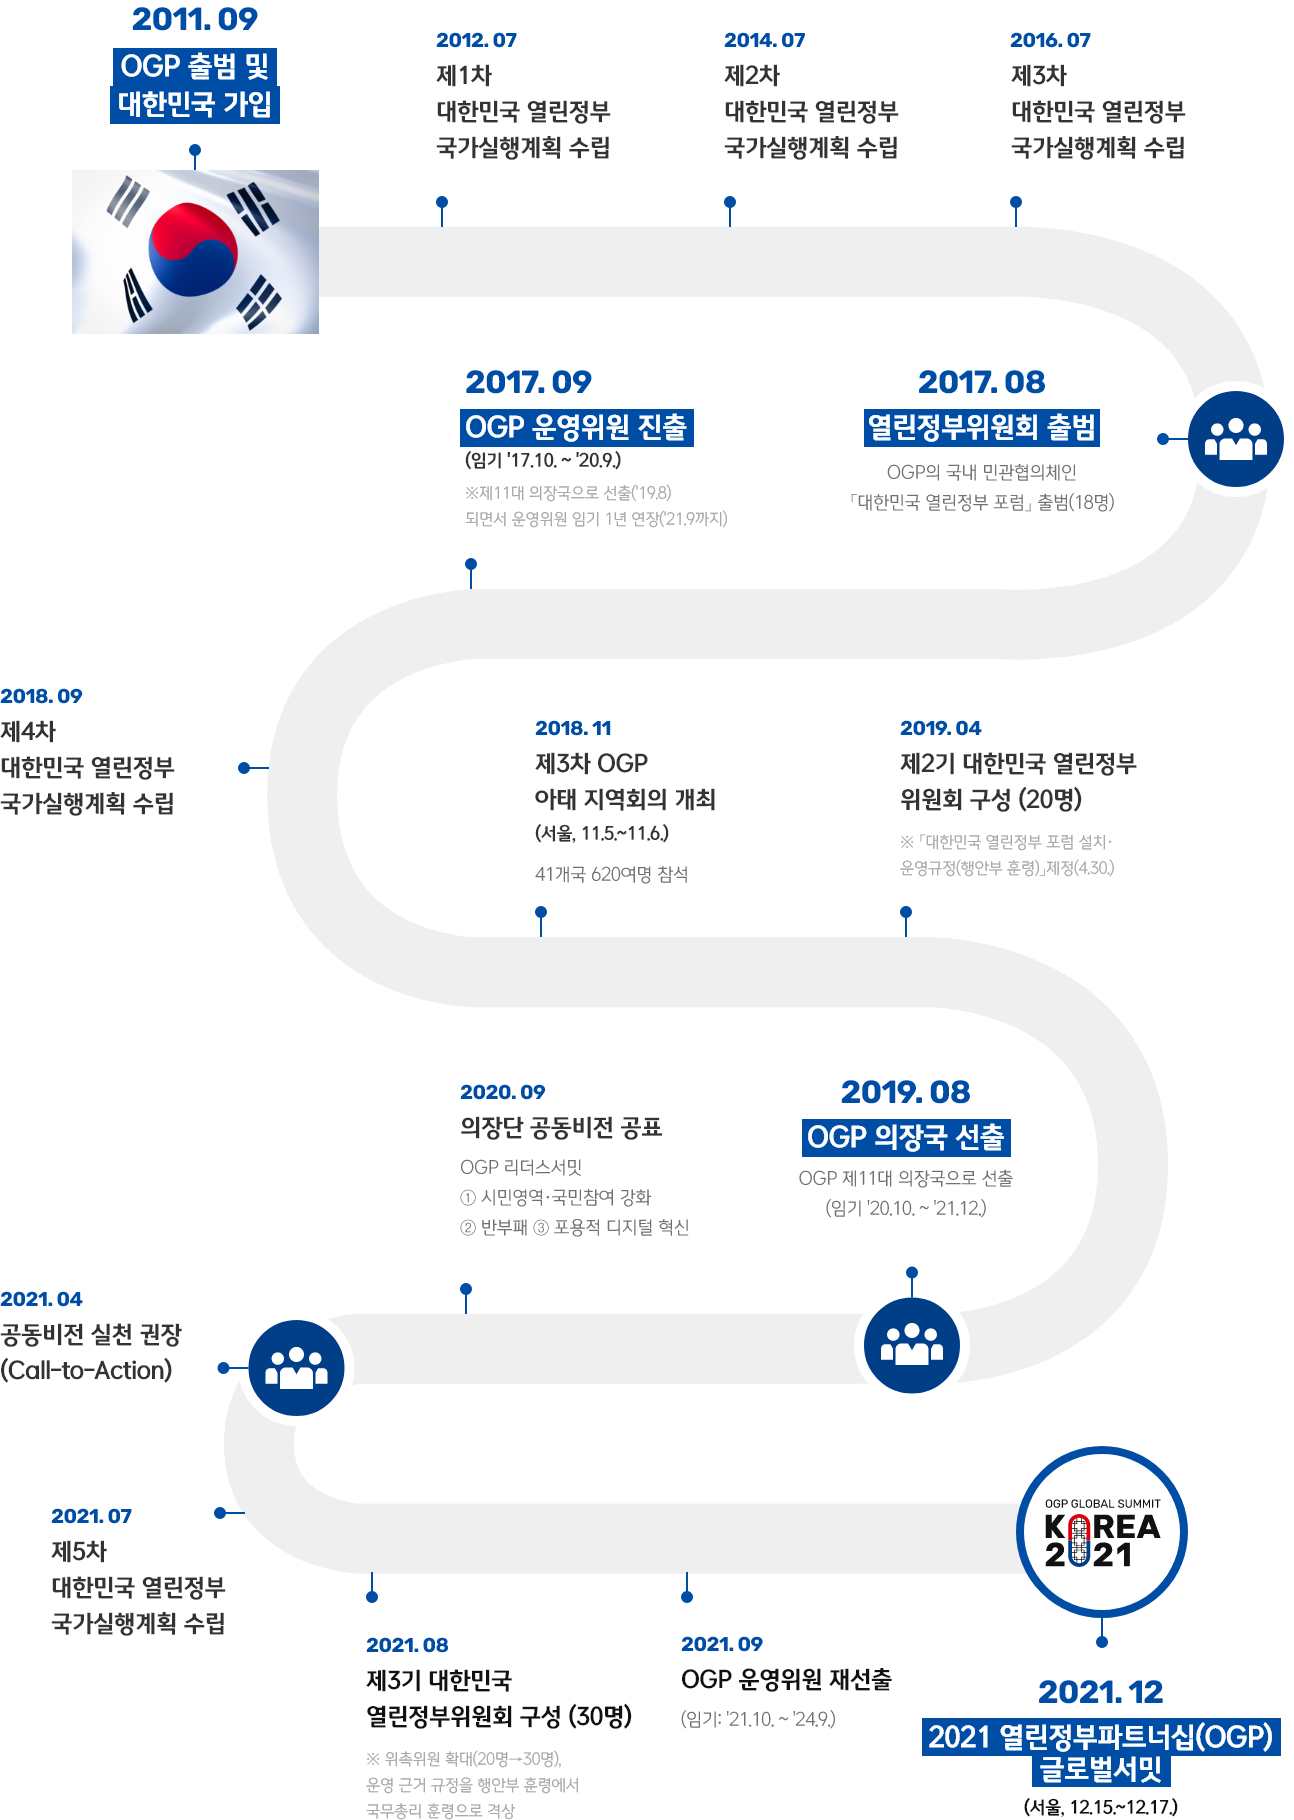 2011. 09
OGP 출범 및
대한민국 가입
2012. 07
제1차
대한민국 열린정부
국가실행계획 수립
2014. 07
제2차
대한민국 열린정부
국가실행계획 수립
2016. 07
제3차
대한민국 열린정부
국가실행계획 수립
2017. 08
열린정부위원회 출범
OGP의 국내 민관협의체인
「대한민국 열린정부 포럼」 출범(18명)
2017. 09
OGP 운영위원 진출
(임기 '17.10. ~ '20.9.)
※제11대 의장국으로 선출('19.8)
되면서 운영위원 임기 1년 연장('21.9까지)
2018. 09
제4차
대한민국 열린정부
국가실행계획 수립
2018. 11
제3차 OGP
아태 지역회의 개최
(서울, 11.5.~11.6.)
41개국 620여명 참석
2019. 04
제2기 대한민국 열린정부
위원회 구성 (20명)
※ 「대한민국 열린정부 포럼 설치·
운영규정(행안부 훈령)」제정(4.30.)
2019. 08
OGP 의장국 선출
OGP 제11대 의장국으로 선출
(임기 '20.10. ~ '21.12.)
2020. 09
의장단 공동비전 공표
OGP 리더스서밋
① 시민영역·국민참여 강화
② 반부패 ③ 포용적 디지털 혁신
2021. 04
공동비전 실천 권장
(Call-to-Action)
2021. 07
제5차
대한민국 열린정부
국가실행계획 수립
2021. 08
제3기 대한민국
열린정부위원회 구성 (30명)
※ 위촉위원 확대(20명→30명),
운영 근거 규정을 행안부 훈령에서
국무총리 훈령으로 격상
2021. 09
OGP 운영위원 재선출
(임기: '21.10. ~ '24.9.)
OGP GLOBAL SUMMIT
KOREA
2021
2021. 12
2021 열린정부파트너십(OGP)
글로벌서밋
(서울, 12.15.~12.17.)